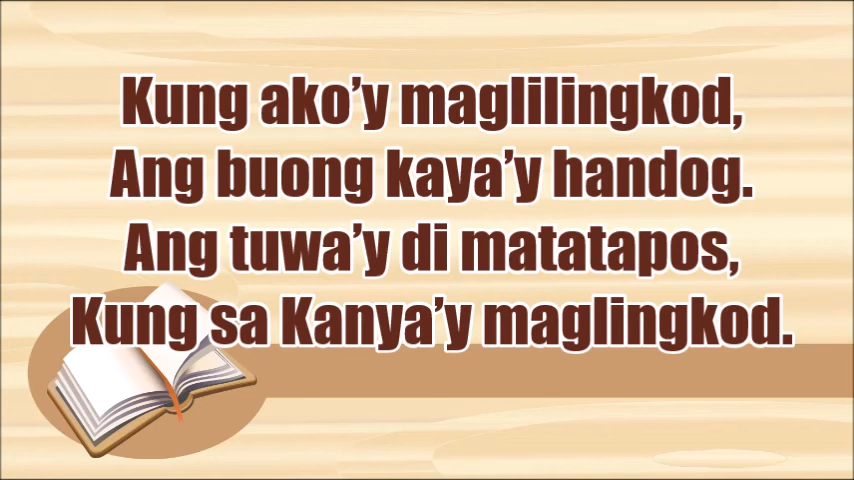 Kung ako’y maglilingkod,
Ang buong kaya’y handog.
Ang tuwa’y di matatapos,
Kung sa Kanya’y maglingkod.